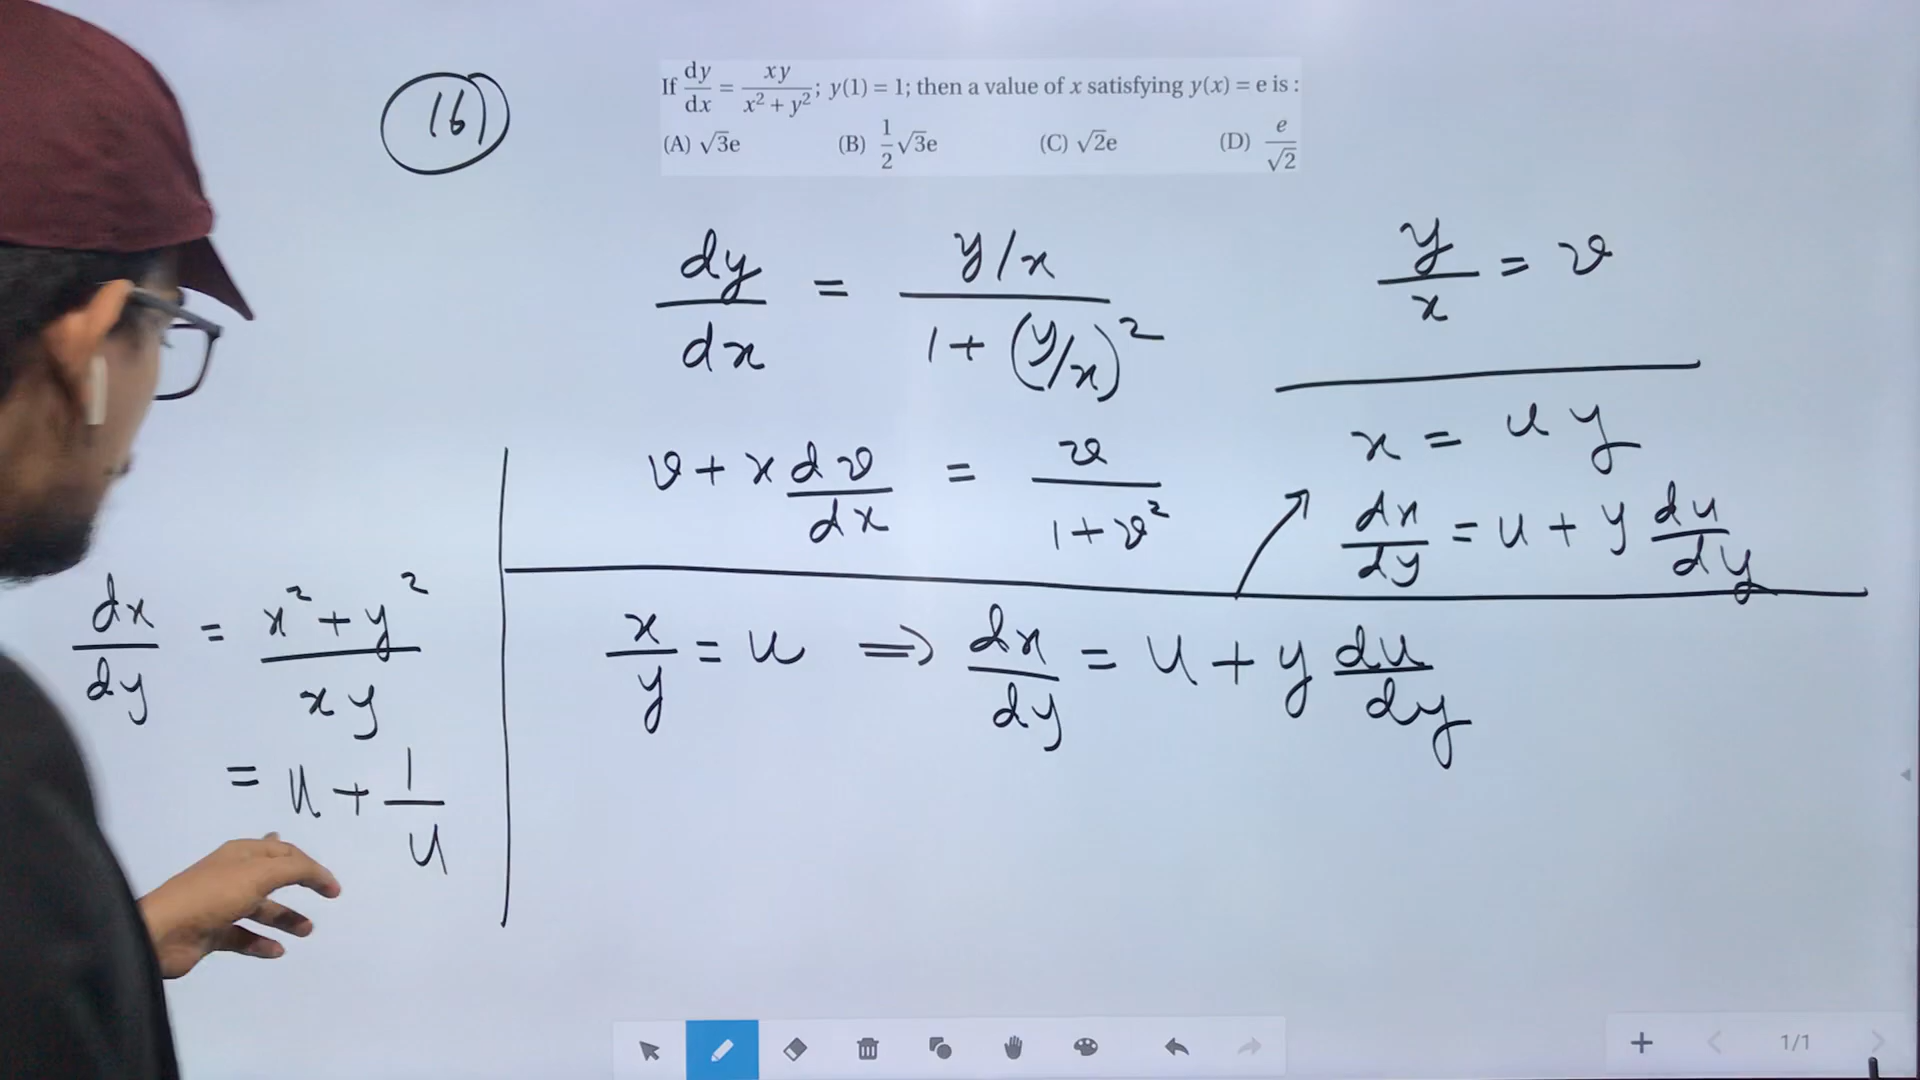 16)
If dy/dx = xy/(x² + y²); y(1) = 1; then a value of x satisfying y(x) = e is :
(A) √3e (B) 1/2 √3e (C) √2e (D) e/√2
dy/dx = (y/x)/(1 + (y/x)²)
y/x = v
v + x dv/dx = v/(1 + v²)
x = u y
dx/dy = u + y du/dy
x/y = u ⇒ dx/dy = u + y du/dy
dx/dy = (x² + y²)/(x y)
= u + 1/u
1/1